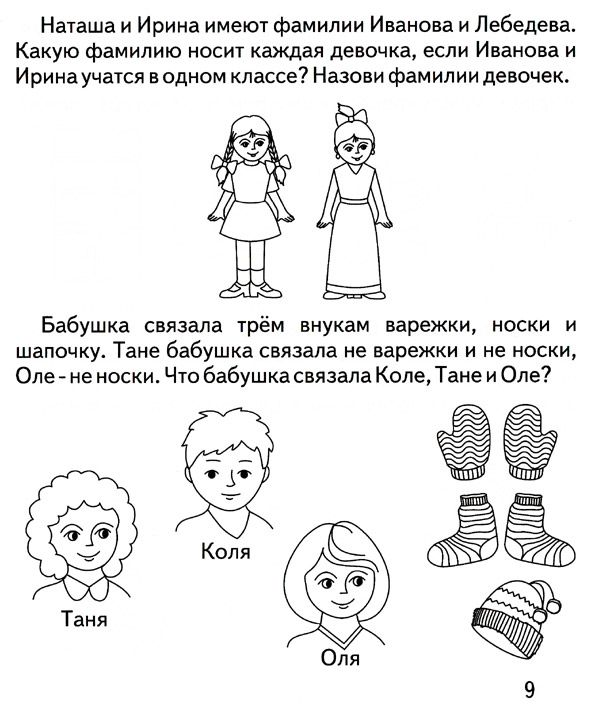 Наташа и Ирина имеют фамилии Иванова и Лебедева.
Какую фамилию носит каждая девочка, если Иванова и
Ирина учатся в одном классе? Назови фамилии девочек.
Бабушка связала трём внукам варежки, носки и
шапочку. Тане бабушка связала не варежки и не носки,
Оле - не носки. Что бабушка связала Коле, Тане и Оле?
Коля
Таня
Оля
9